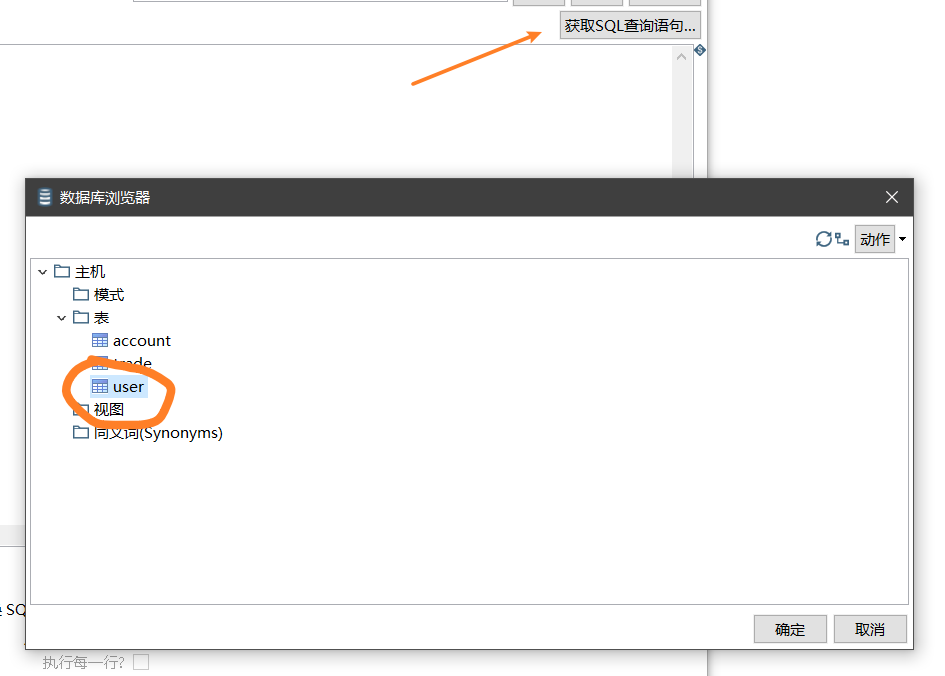 获取SQL查询语句...
数据库浏览器
动作
主机
模式
表
account
trade
user
视图
同义词(Synonyms)
SQ
确定
取消
执行每一行?